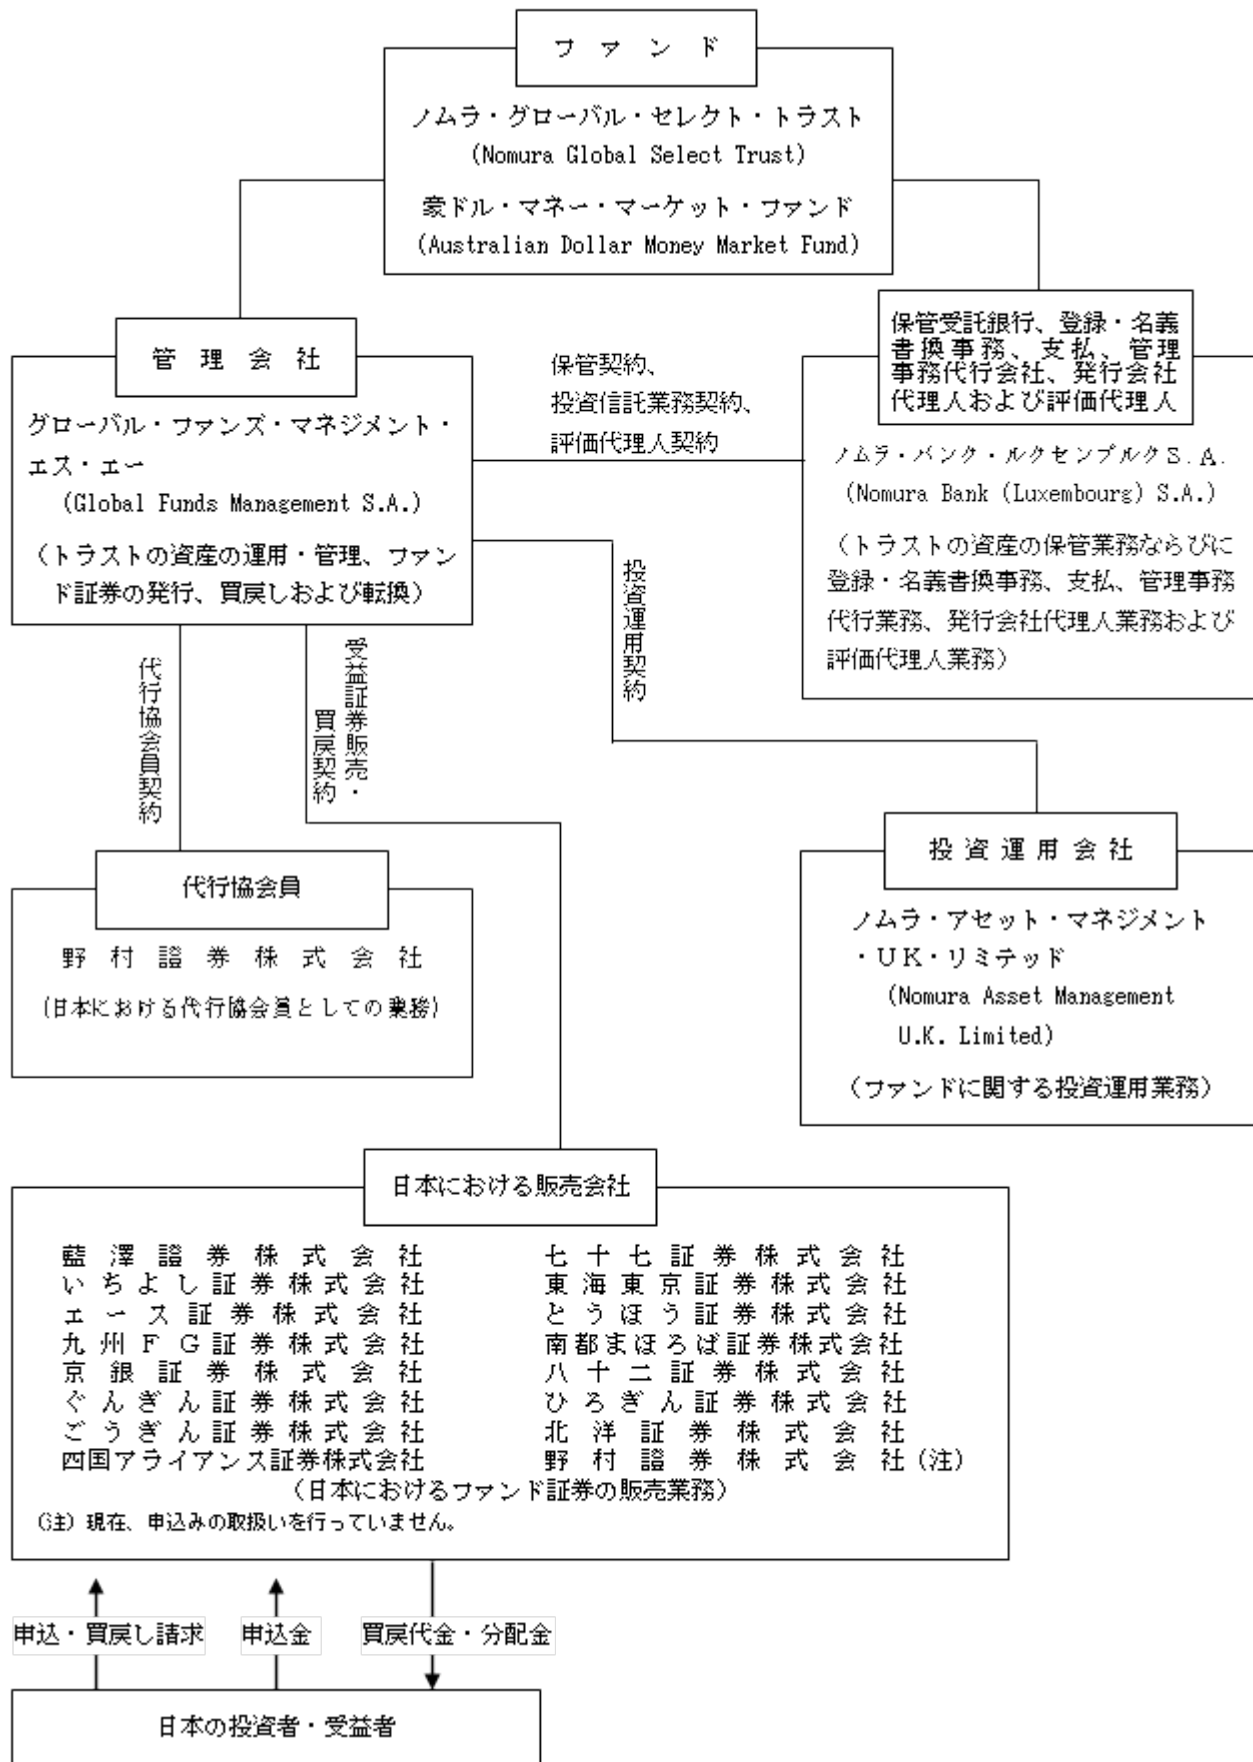 ファンド
ノムラ・グローバル・セレクト・トラスト
(Nomura Global Select Trust)
豪ドル・マネー・マーケット・ファンド
(Australian Dollar Money Market Fund)
管理会社
グローバル・ファンズ・マネジメント・
エス・エー
(Global Funds Management S.A.)
(トラストの資産の運用・管理、ファン
ド証券の発行、買戻しおよび転換)
保管契約、
投資信託業務契約、
評価代理人契約
保管受託銀行、登録・名義
書換事務、支払、管理
事務代行会社、発行会社
代理人および評価代理人
ノムラ・バンク・ルクセンブルクS.A.
(Nomura Bank (Luxembourg) S.A.)
(トラストの資産の保管業務ならびに
登録・名義書換事務、支払、管理事務
代行業務、発行会社代理人業務および
評価代理人業務)
代行協会員契約
受益証券販売・
買戻契約
投資運用契約
代行協会員
野村證券株式会社
(日本における代行協会員としての業務)
投資運用会社
ノムラ・アセット・マネジメント
・UK・リミテッド
(Nomura Asset Management
U.K. Limited)
(ファンドに関する投資運用業務)
日本における販売会社
藍澤證券株式会社 七十七証券株式会社
いちよし証券株式会社 東海東京証券株式会社
エース証券株式会社 とうほう証券株式会社
九州FG証券株式会社 南都まほろば証券株式会社
京銀証券株式会社 八十二証券株式会社
ぐんぎん証券株式会社 ひろぎん証券株式会社
ごうぎん証券株式会社 北洋証券株式会社
四国アライアンス証券株式会社 野村證券株式会社(注)
(日本におけるファンド証券の販売業務)
(注)現在、申込みの取扱いを行っていません。
申込・買戻し請求 申込金 買戻代金・分配金
日本の投資者・受益者